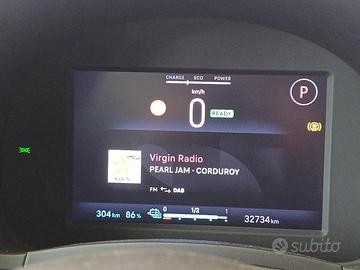 CHARGE ECO POWER
km/h
0 READY
P
Virgin Radio
PEARL JAM - CORDUROY
FM DAB
304 km 86 % 0 1/2 1 32734 km
subito